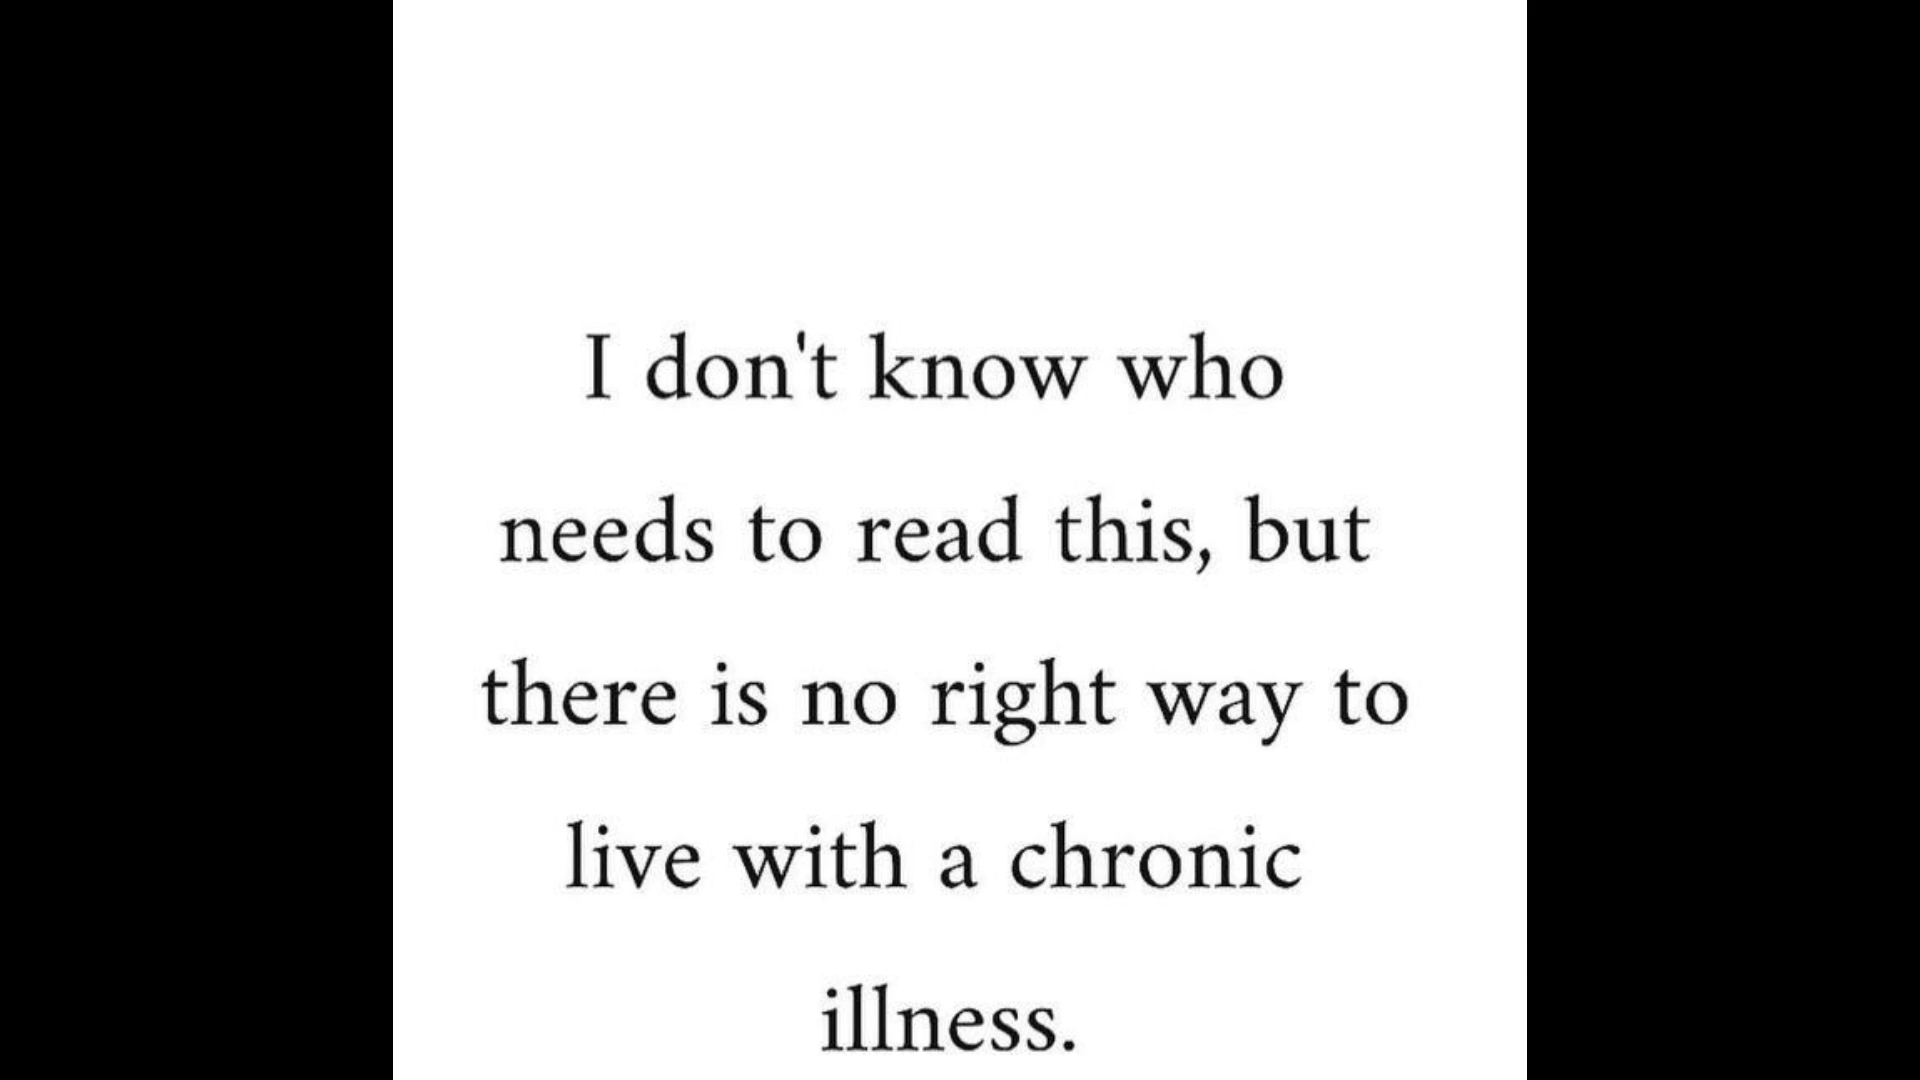 I don't know who
needs to read this, but
there is no right way to
live with a chronic
illness.